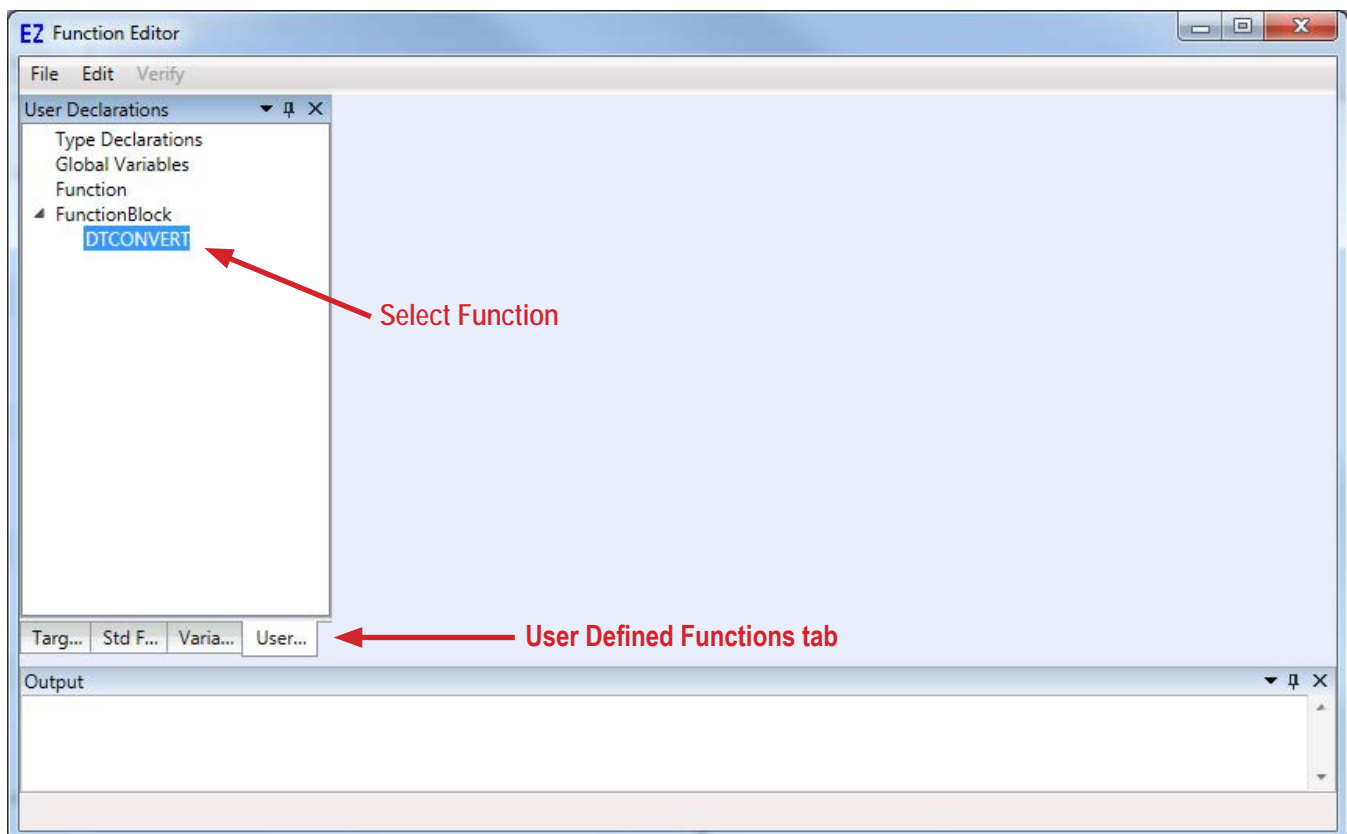 EZ Function Editor
File Edit Verify
User Declarations
Type Declarations
Global Variables
Function
FunctionBlock
DTCONVERT
Select Function
Targ... Std F... Varia... User...
User Defined Functions tab
Output